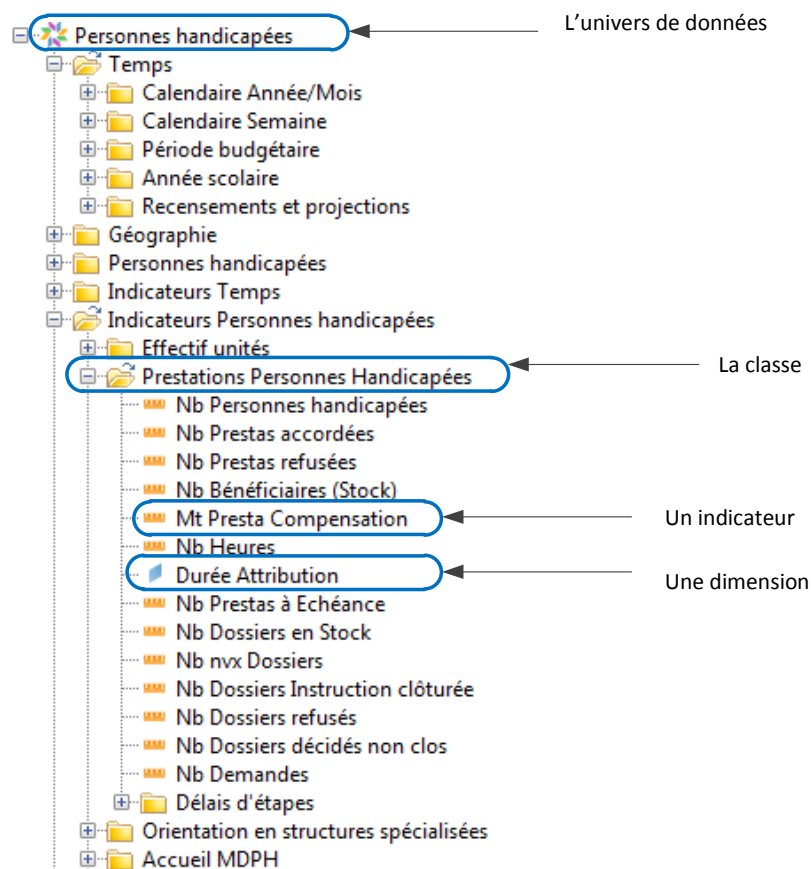 Personnes handicapées
L’univers de données
Temps
Calendaire Année/Mois
Calendaire Semaine
Période budgétaire
Année scolaire
Recensements et projections
Géographie
Personnes handicapées
Indicateurs Temps
Indicateurs Personnes handicapées
Effectif unités
Prestations Personnes Handicapées
La classe
Nb Personnes handicapées
Nb Prestas accordées
Nb Prestas refusées
Nb Bénéficiaires (Stock)
Mt Presta Compensation
Un indicateur
Nb Heures
Durée Attribution
Une dimension
Nb Prestas à Echéance
Nb Dossiers en Stock
Nb nvx Dossiers
Nb Dossiers Instruction clôturée
Nb Dossiers refusés
Nb Dossiers décidés non clos
Nb Demandes
Délais d'étapes
Orientation en structures spécialisées
Accueil MDPH